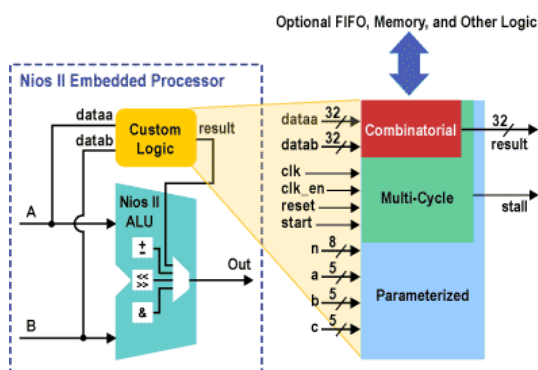 Optional FIFO, Memory, and Other Logic
Nios II Embedded Processor
dataa
datab
Custom
Logic
result
A
Nios II
ALU
+
-
<<
>>
&
Out
B
dataa 32
datab 32
clk
clk_en
reset
start
n 8
a 5
b 5
c 5
Combinatorial
Multi-Cycle
Parameterized
32
result
stall